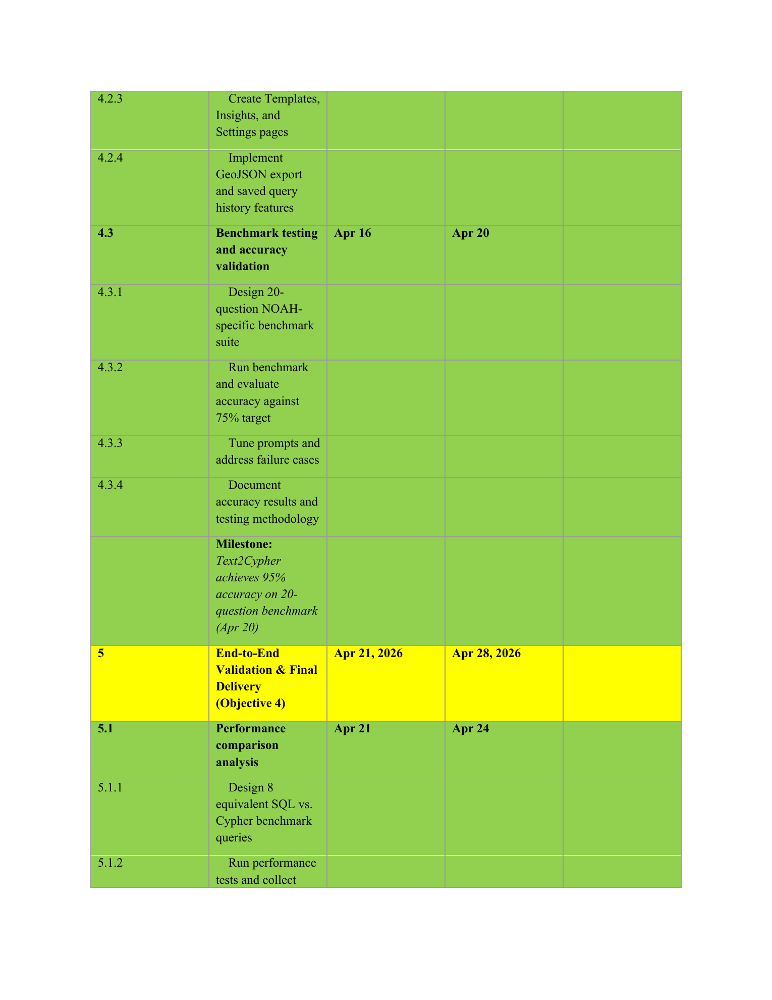 4.2.3
Create Templates,
Insights, and
Settings pages
4.2.4
Implement
GeoJSON export
and saved query
history features
4.3
Benchmark testing
and accuracy
validation
Apr 16
Apr 20
4.3.1
Design 20-
question NOAH-
specific benchmark
suite
4.3.2
Run benchmark
and evaluate
accuracy against
75% target
4.3.3
Tune prompts and
address failure cases
4.3.4
Document
accuracy results and
testing methodology
Milestone:
Text2Cypher
achieves 95%
accuracy on 20-
question benchmark
(Apr 20)
5
End-to-End
Validation & Final
Delivery
(Objective 4)
Apr 21, 2026
Apr 28, 2026
5.1
Performance
comparison
analysis
Apr 21
Apr 24
5.1.1
Design 8
equivalent SQL vs.
Cypher benchmark
queries
5.1.2
Run performance
tests and collect